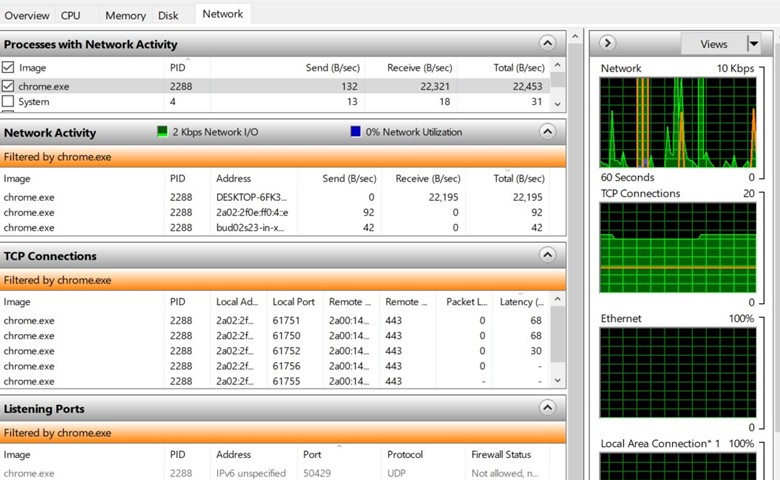 Overview CPU Memory Disk Network
Processes with Network Activity
Image PID Send (B/sec) Receive (B/sec) Total (B/sec)
chrome.exe 2288 132 22,321 22,453
System 4 13 18 31
Network Activity 2 Kbps Network I/O 0% Network Utilization
Filtered by chrome.exe
Image PID Address Send (B/sec) Receive (B/sec) Total (B/sec)
chrome.exe 2288 DESKTOP-6FK3... 0 22,195 22,195
chrome.exe 2288 2a02:2f0e:ff0:4::e 92 0 92
chrome.exe 2288 bud02s23-in-x... 42 0 42
TCP Connections
Filtered by chrome.exe
Image PID Local Ad... Local Port Remote ... Remote ... Packet L... Latency (...
chrome.exe 2288 2a02:2f... 61751 2a00:14... 443 0 68
chrome.exe 2288 2a02:2f... 61750 2a00:14... 443 0 68
chrome.exe 2288 2a02:2f... 61752 2a00:14... 443 0 30
chrome.exe 2288 2a02:2f... 61756 2a00:14... 443 - -
chrome.exe 2288 2a02:2f... 61755 2a00:14... 443 - -
Listening Ports
Filtered by chrome.exe
Image PID Address Port Protocol Firewall Status
chrome.exe 2288 IPv6 unspecified 50429 UDP Not allowed, n...
Views
Network 10 Kbps
60 Seconds 0
TCP Connections 20
0
Ethernet 100%
0
Local Area Connection* 1 100%